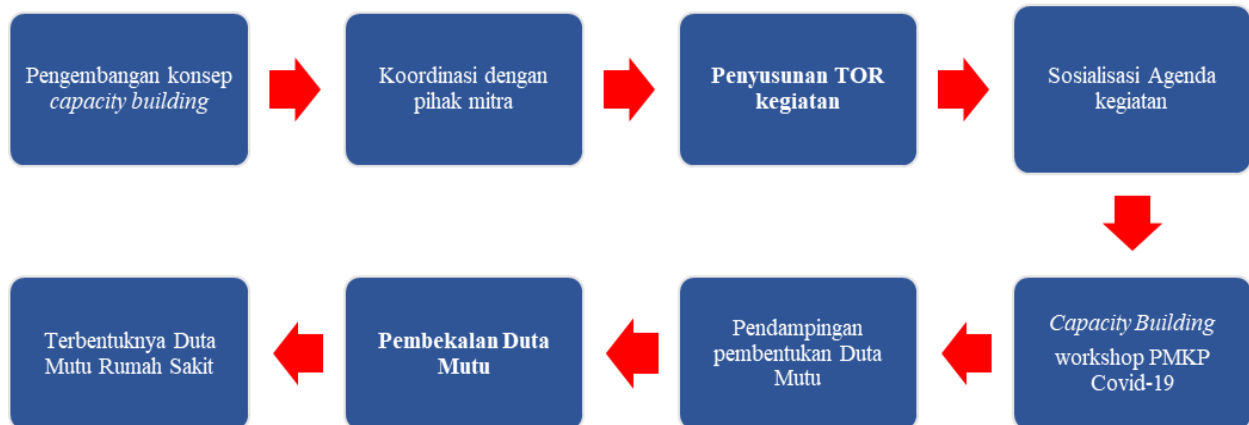 Pengembangan konsep
capacity building
Koordinasi dengan
pihak mitra
Penyusunan TOR
kegiatan
Sosialisasi Agenda
kegiatan
Capacity Building
workshop PMKP
Covid-19
Pendampingan
pembentukan Duta
Mutu
Pembekalan Duta
Mutu
Terbentuknya Duta
Mutu Rumah Sakit